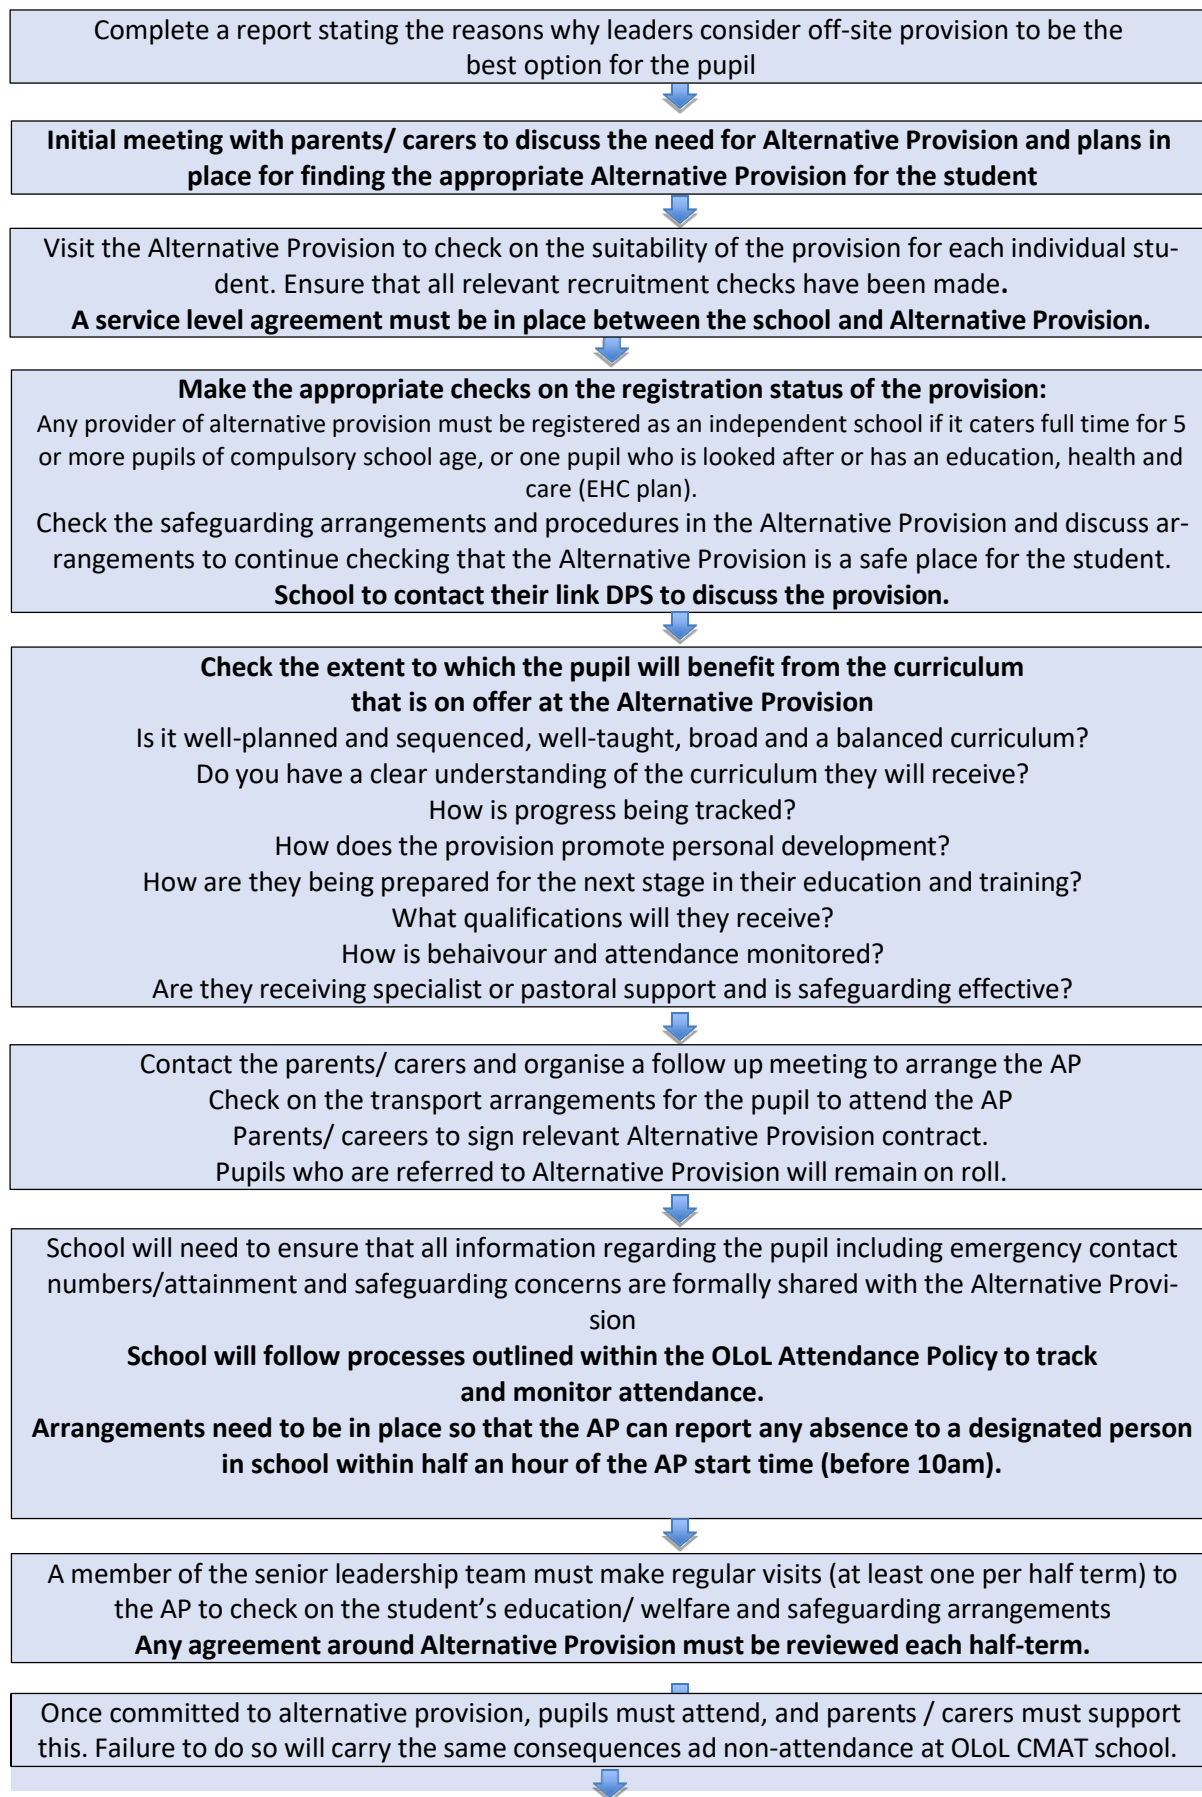 Complete a report stating the reasons why leaders consider off-site provision to be the
best option for the pupil
Initial meeting with parents/ carers to discuss the need for Alternative Provision and plans in
place for finding the appropriate Alternative Provision for the student
Visit the Alternative Provision to check on the suitability of the provision for each individual stu-
dent. Ensure that all relevant recruitment checks have been made.
A service level agreement must be in place between the school and Alternative Provision.
Make the appropriate checks on the registration status of the provision:
Any provider of alternative provision must be registered as an independent school if it caters full time for 5
or more pupils of compulsory school age, or one pupil who is looked after or has an education, health and
care (EHC plan).
Check the safeguarding arrangements and procedures in the Alternative Provision and discuss ar-
rangements to continue checking that the Alternative Provision is a safe place for the student.
School to contact their link DPS to discuss the provision.
Check the extent to which the pupil will benefit from the curriculum
that is on offer at the Alternative Provision
Is it well-planned and sequenced, well-taught, broad and a balanced curriculum?
Do you have a clear understanding of the curriculum they will receive?
How is progress being tracked?
How does the provision promote personal development?
How are they being prepared for the next stage in their education and training?
What qualifications will they receive?
How is behaivour and attendance monitored?
Are they receiving specialist or pastoral support and is safeguarding effective?
Contact the parents/ carers and organise a follow up meeting to arrange the AP
Check on the transport arrangements for the pupil to attend the AP
Parents/ careers to sign relevant Alternative Provision contract.
Pupils who are referred to Alternative Provision will remain on roll.
School will need to ensure that all information regarding the pupil including emergency contact
numbers/attainment and safeguarding concerns are formally shared with the Alternative Provi-
sion
School will follow processes outlined within the OLoL Attendance Policy to track
and monitor attendance.
Arrangements need to be in place so that the AP can report any absence to a designated person
in school within half an hour of the AP start time (before 10am).
A member of the senior leadership team must make regular visits (at least one per half term) to
the AP to check on the student’s education/ welfare and safeguarding arrangements
Any agreement around Alternative Provision must be reviewed each half-term.
Once committed to alternative provision, pupils must attend, and parents / carers must support
this. Failure to do so will carry the same consequences ad non-attendance at OLoL CMAT school.